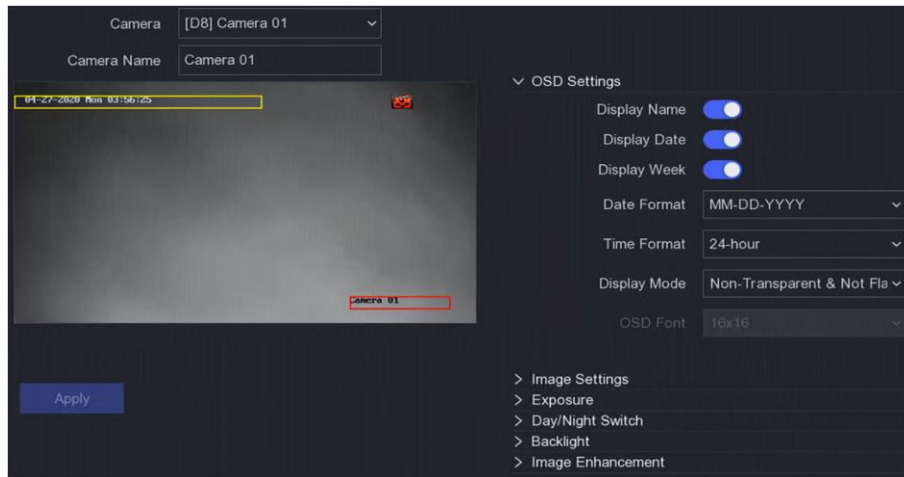 Camera [D8] Camera 01
Camera Name Camera 01
04-27-2020 Mon 03:56:25
Camera 01
Apply
OSD Settings
Display Name
Display Date
Display Week
Date Format MM-DD-YYYY
Time Format 24-hour
Display Mode Non-Transparent & Not Fla
OSD Font 16x16
Image Settings
Exposure
Day/Night Switch
Backlight
Image Enhancement